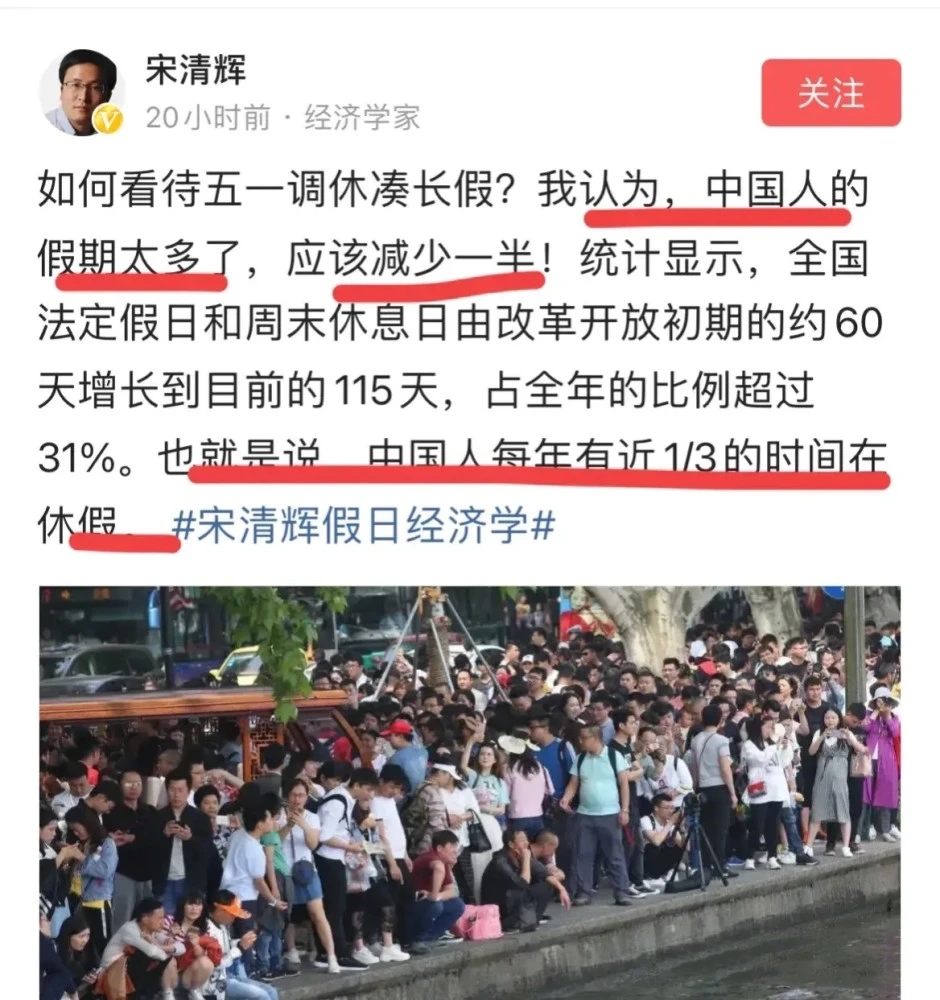 宋清辉
20小时前 · 经济学家
关注
如何看待五一调休凑长假？我认为，中国人的
假期太多了，应该减少一半！统计显示，全国
法定假日和周末休息日由改革开放初期的约60
天增长到目前的115天，占全年的比例超过
31%。也就是说，中国人每年有近1/3的时间在
休假。 #宋清辉假日经济学#